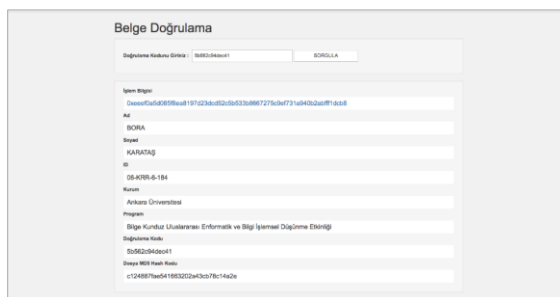 Belge Doğrulama
Doğrulama Kodunu Giriniz : 5b562c94dec41 SORGULA
İşlem Bilgisi
Ad
BORA
Soyad
KARATAŞ
ID
06-KRR-6-184
Kurum
Ankara Üniversitesi
Program
Bilge Kunduz Uluslararası Enformatik ve Bilgi İşlemsel Düşünme Etkinliği
Doğrulama Kodu
5b562c94dec41
Dosya MD5 Hash Kodu